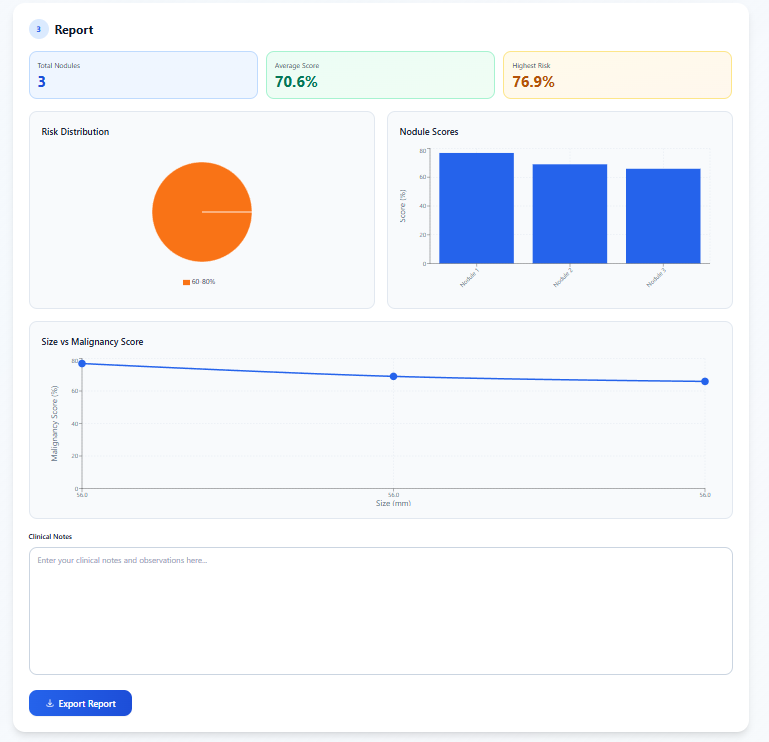 3 Report
Total Nodules
3
Average Score
70.6%
Highest Risk
76.9%
Risk Distribution
60-80%
Nodule Scores
Score (%)
80
60
40
20
0
Nodule 1
Nodule 2
Nodule 3
Size vs Malignancy Score
Malignancy Score (%)
80
60
40
20
0
56.0
56.0
56.0
Size (mm)
Clinical Notes
Enter your clinical notes and observations here...
Export Report